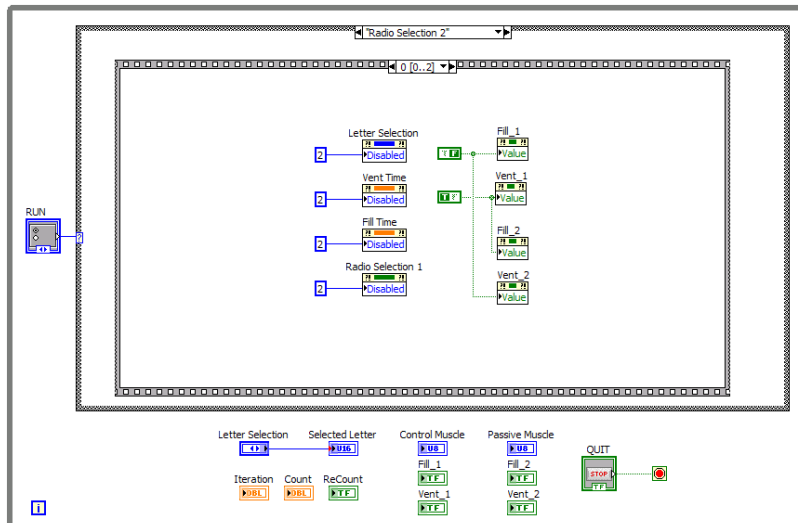 "Radio Selection 2"
0 [0..2]
Letter Selection
2
Disabled
Vent Time
2
Disabled
Fill Time
2
Disabled
Radio Selection 1
2
Disabled
T F
Fill_1
?! ?!
Value
T F
Vent_1
?! ?!
Value
Fill_2
?! ?!
Value
Vent_2
?! ?!
Value
RUN
?
Letter Selection
Selected Letter
U16
Control Muscle
U8
Passive Muscle
U8
QUIT
STOP
TF
Iteration
DBL
Count
DBL
ReCount
TF
Fill_1
TF
Fill_2
TF
Vent_1
TF
Vent_2
TF
i